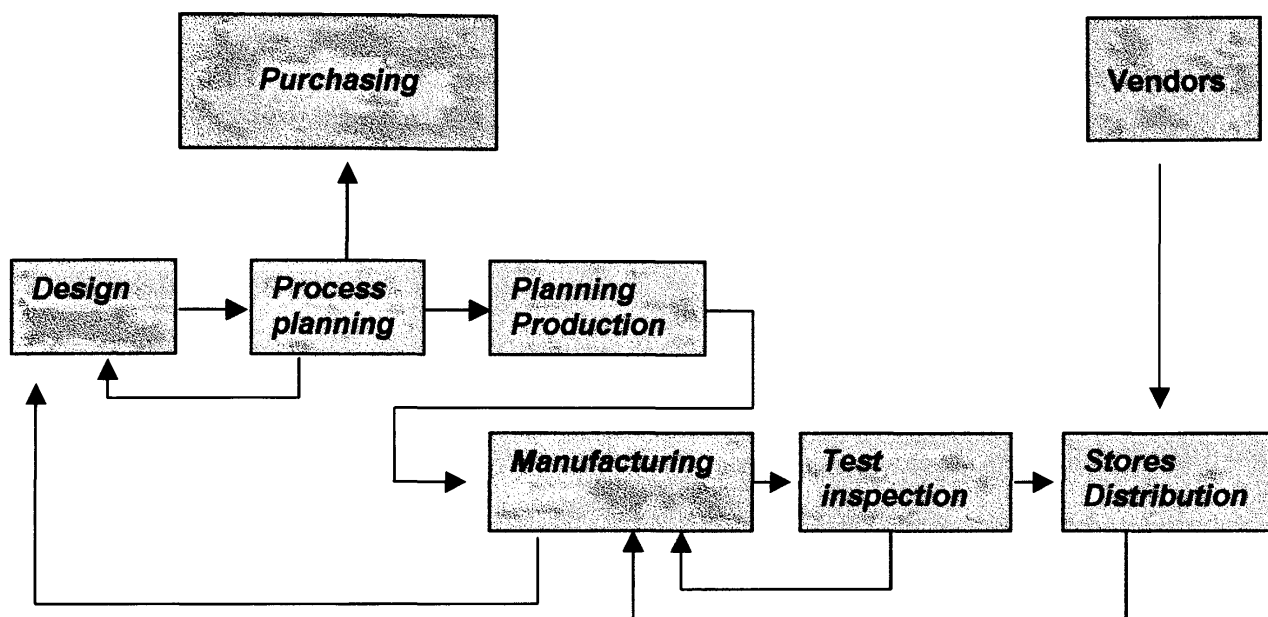 Purchasing
Vendors
Design
Process
planning
Planning
Production
Manufacturing
Test
inspection
Stores
Distribution